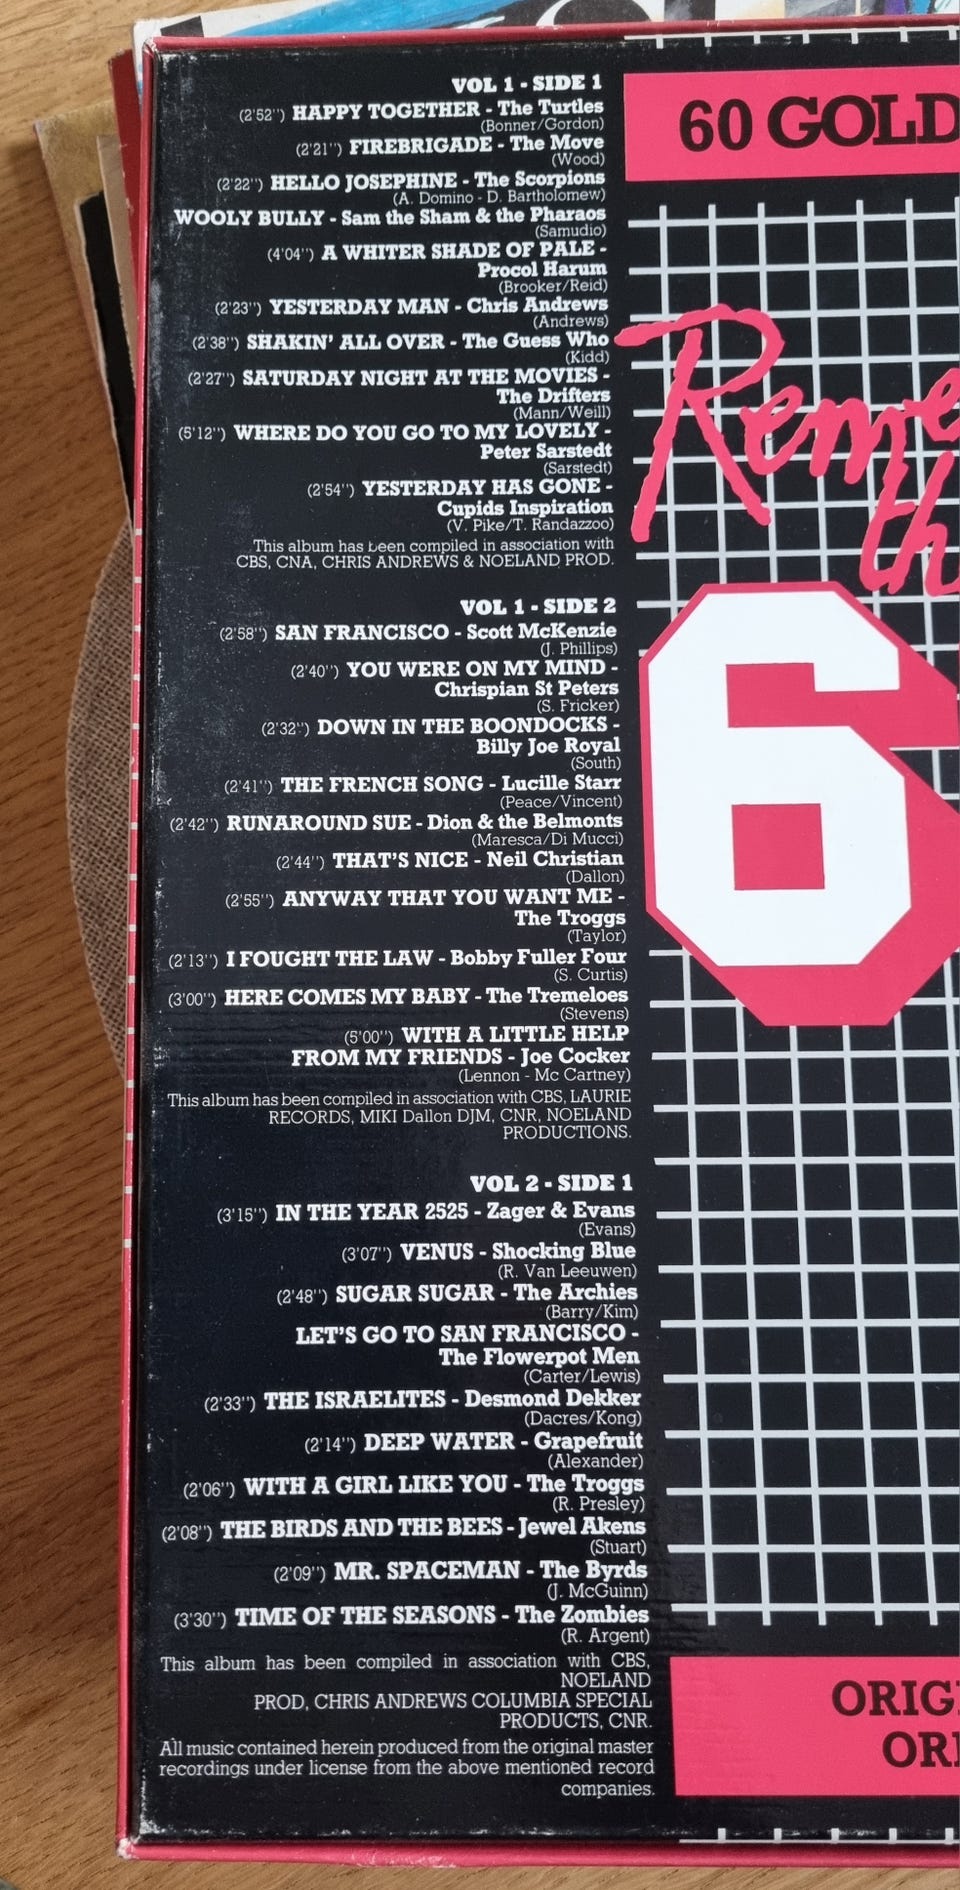 VOL 1 - SIDE 1
(2'52") HAPPY TOGETHER - The Turtles
(Bonner/Gordon)
(2'21") FIREBRIGADE - The Move
(Wood)
(2'22") HELLO JOSEPHINE - The Scorpions
(A. Domino - D. Bartholomew)
WOOLY BULLY - Sam the Sham & the Pharaos
(Samudio)
(4'04") A WHITER SHADE OF PALE -
Procol Harum
(Brooker/Reid)
(2'23") YESTERDAY MAN - Chris Andrews
(Andrews)
(2'38") SHAKIN' ALL OVER - The Guess Who
(Kidd)
(2'27") SATURDAY NIGHT AT THE MOVIES -
The Drifters
(Mann/Weill)
(5'12") WHERE DO YOU GO TO MY LOVELY -
Peter Sarstedt
(Sarstedt)
(2'54") YESTERDAY HAS GONE -
Cupids Inspiration
(V. Pike/T. Randazzoo)
This album has been compiled in association with
CBS, CNA, CHRIS ANDREWS & NOELAND PROD.
VOL 1 - SIDE 2
(2'58") SAN FRANCISCO - Scott McKenzie
(J. Phillips)
(2'40") YOU WERE ON MY MIND -
Chrispian St Peters
(S. Fricker)
(2'32") DOWN IN THE BOONDOCKS -
Billy Joe Royal
(South)
(2'41") THE FRENCH SONG - Lucille Starr
(Peace/Vincent)
(2'42") RUNAROUND SUE - Dion & the Belmonts
(Maresca/Di Mucci)
(2'44") THAT'S NICE - Neil Christian
(Dallon)
(2'55") ANYWAY THAT YOU WANT ME -
The Troggs
(Taylor)
(2'13") I FOUGHT THE LAW - Bobby Fuller Four
(S. Curtis)
(3'00") HERE COMES MY BABY - The Tremeloes
(Stevens)
(5'00") WITH A LITTLE HELP
FROM MY FRIENDS - Joe Cocker
(Lennon - Mc Cartney)
This album has been compiled in association with CBS, LAURIE
RECORDS, MIKI Dallon DJM, CNR, NOELAND
PRODUCTIONS.
VOL 2 - SIDE 1
(3'15") IN THE YEAR 2525 - Zager & Evans
(Evans)
(3'07") VENUS - Shocking Blue
(R. Van Leeuwen)
(2'48") SUGAR SUGAR - The Archies
(Barry/Kim)
LET'S GO TO SAN FRANCISCO -
The Flowerpot Men
(Carter/Lewis)
(2'33") THE ISRAELITES - Desmond Dekker
(Dacres/Kong)
(2'14") DEEP WATER - Grapefruit
(Alexander)
(2'06") WITH A GIRL LIKE YOU - The Troggs
(R. Presley)
(2'08") THE BIRDS AND THE BEES - Jewel Akens
(Stuart)
(2'09") MR. SPACEMAN - The Byrds
(J. McGuinn)
(3'30") TIME OF THE SEASONS - The Zombies
(R. Argent)
This album has been compiled in association with CBS,
NOELAND
PROD, CHRIS ANDREWS COLUMBIA SPECIAL
PRODUCTS, CNR.
All music contained herein produced from the original master
recordings under license from the above mentioned record
companies.
60 GOLD
Reme
th
6
ORIG
ORI